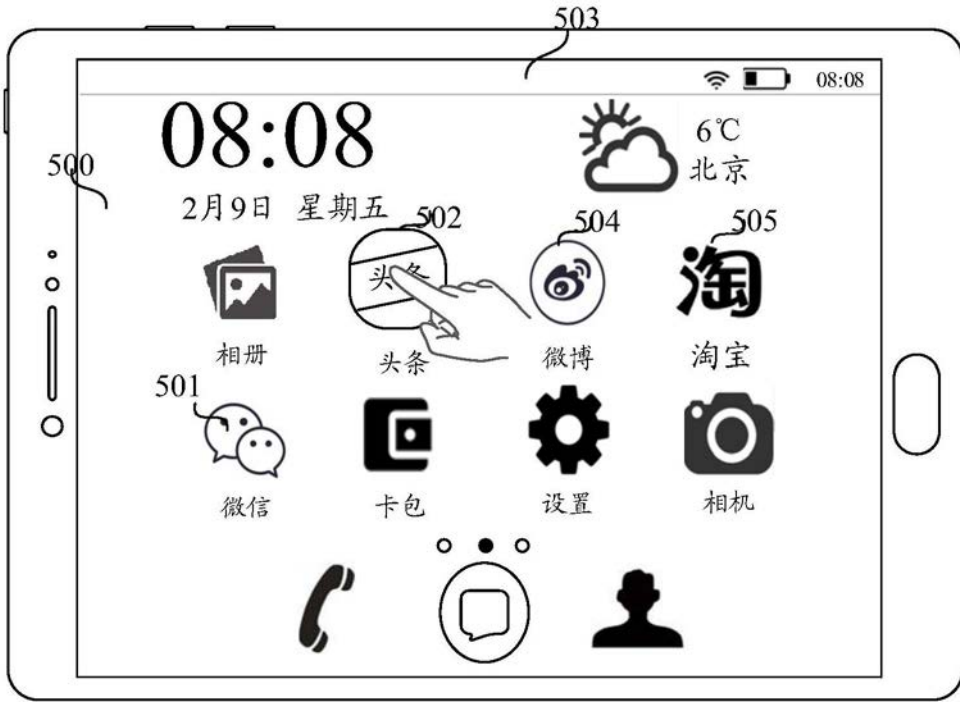 503
08:08
08:08
6℃
500
北京
2月9日 星期五
502
504
505
头条
淘
相册
头条
微博
淘宝
501
微信
卡包
设置
相机